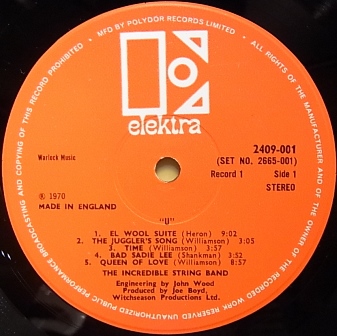 MFD BY POLYDOR RECORDS LIMITED · ALL RIGHTS OF THE MANUFACTURER AND OF THE OWNER OF THE RECORDED WORK RESERVED UNAUTHORIZED PUBLIC PERFORMANCE BROADCASTING AND COPYING OF THIS RECORD PROHIBITED ·
elektra
Warlock Music
2409-001
(SET NO. 2665-001)
Record 1 Side 1
STEREO
℗ 1970
MADE IN ENGLAND
"U"
1. EL WOOL SUITE (Heron) 9:02
2. THE JUGGLER'S SONG (Williamson) 3:05
3. TIME (Williamson) 3:57
4. BAD SADIE LEE (Shankman) 3:52
5. QUEEN OF LOVE (Williamson) 8:57
THE INCREDIBLE STRING BAND
Engineering by John Wood
Produced by Joe Boyd,
Witchseason Productions Ltd.